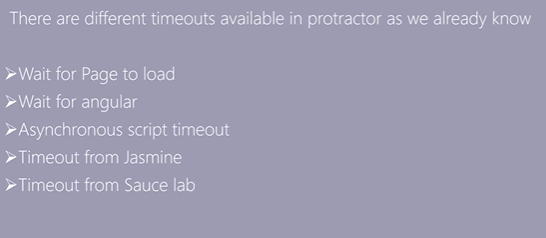 There are different timeouts available in protractor as we already know
➢Wait for Page to load
➢Wait for angular
➢Asynchronous script timeout
➢Timeout from Jasmine
➢Timeout from Sauce lab